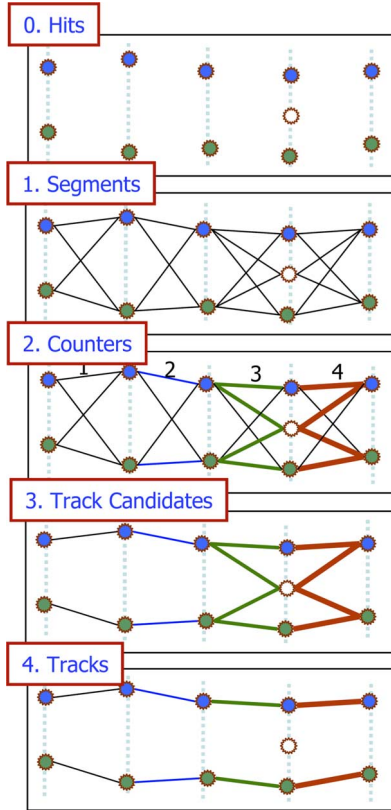 0. Hits
1. Segments
2. Counters
1 2 3 4
3. Track Candidates
4. Tracks